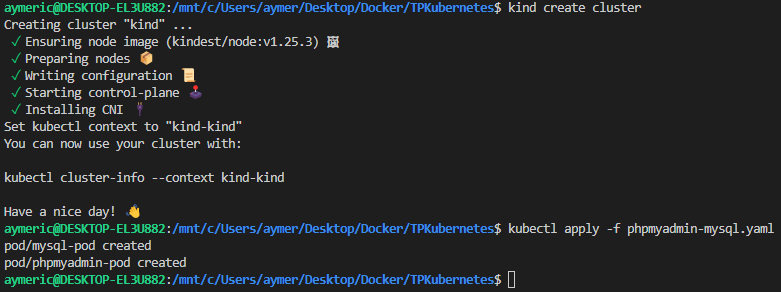 aymeric@DESKTOP-EL3U882:/mnt/c/Users/aymer/Desktop/Docker/TPKubernetes$ kind create cluster
Creating cluster "kind" ...
✓ Ensuring node image (kindest/node:v1.25.3) 🖼
✓ Preparing nodes 📦
✓ Writing configuration 📜
✓ Starting control-plane 🕹️
✓ Installing CNI 🔌
Set kubectl context to "kind-kind"
You can now use your cluster with:
kubectl cluster-info --context kind-kind
Have a nice day! 👋
aymeric@DESKTOP-EL3U882:/mnt/c/Users/aymer/Desktop/Docker/TPKubernetes$ kubectl apply -f phpmyadmin-mysql.yaml
pod/mysql-pod created
pod/phpmyadmin-pod created
aymeric@DESKTOP-EL3U882:/mnt/c/Users/aymer/Desktop/Docker/TPKubernetes$